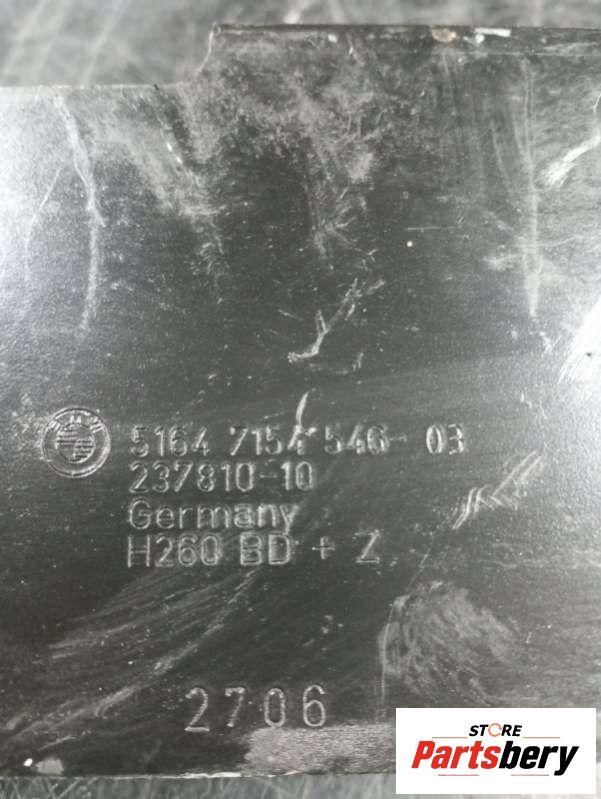 5164 7154 546-03
237810-10
Germany
H260 BD + Z
2706
STORE
Partsbery